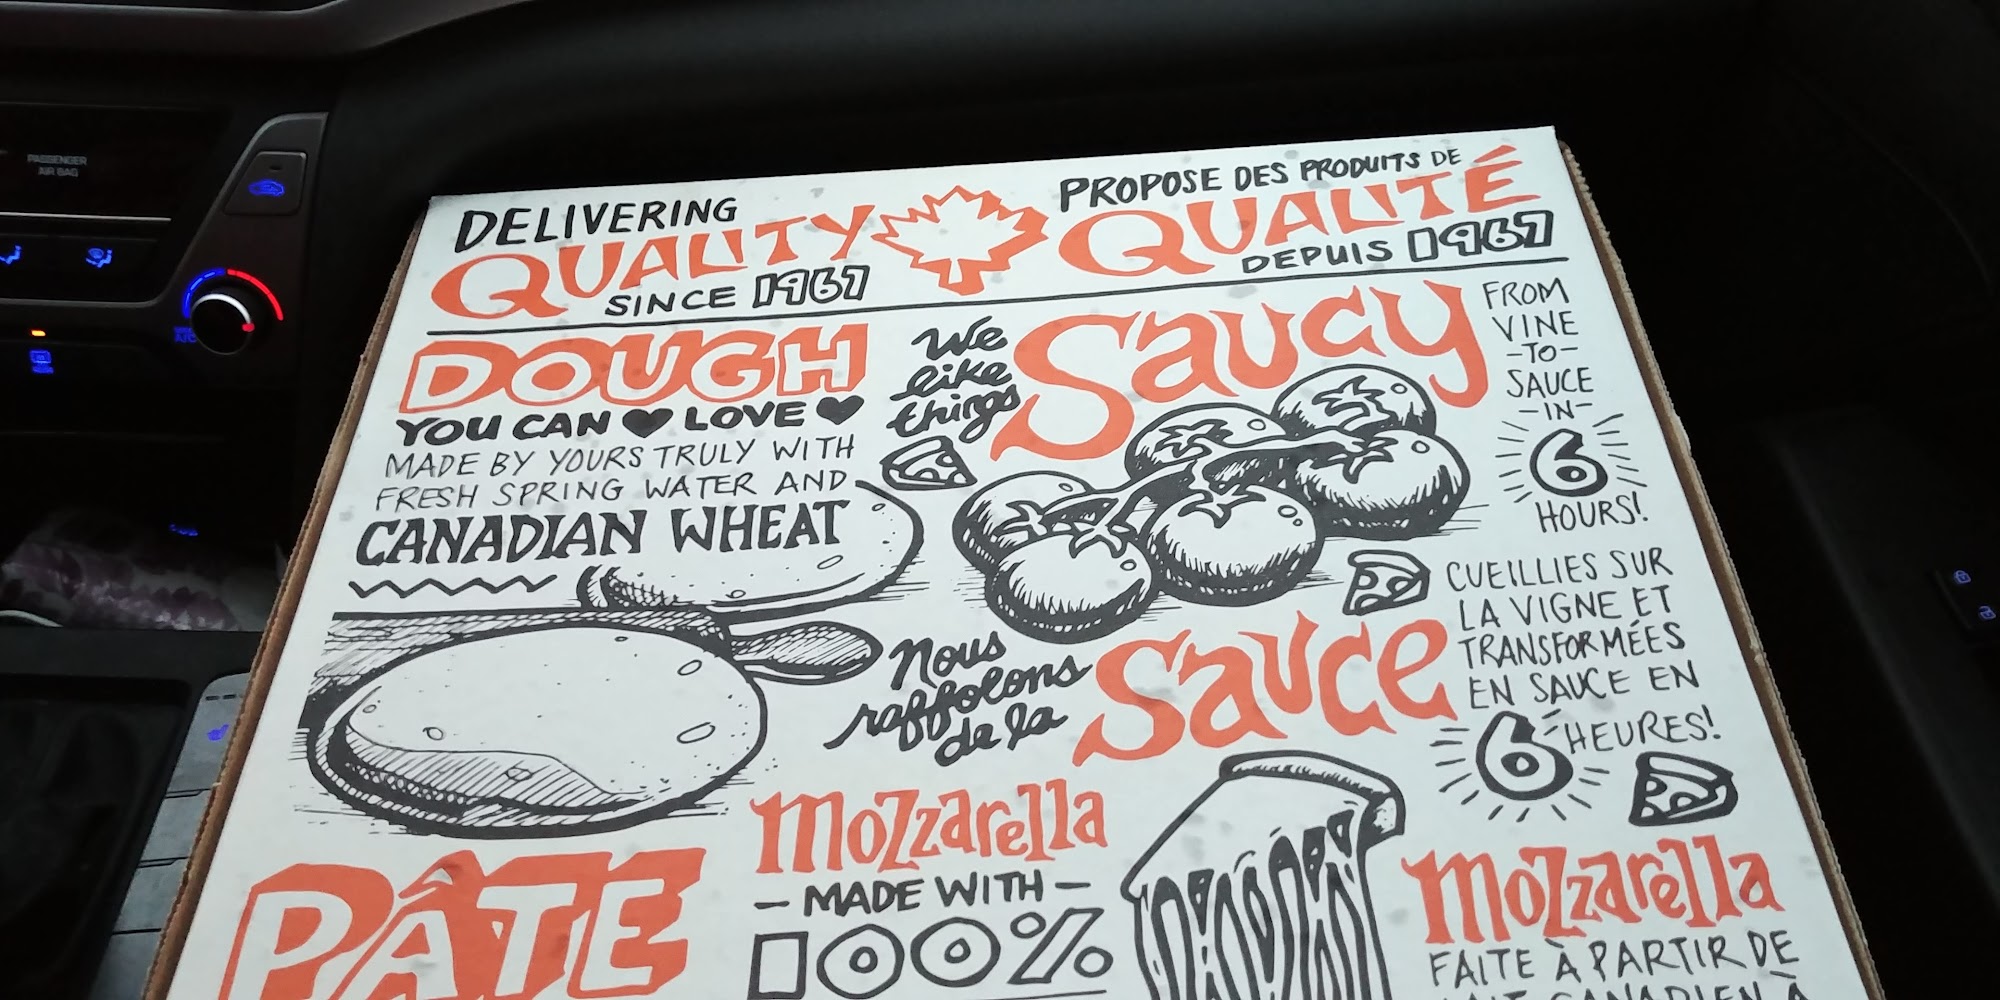 PASSENGER
AIR BAG
DELIVERING
QUALITY
SINCE 1967
PROPOSE DES PRODUITS DE
QUALITÉ
DEPUIS 1967
DOUGH
YOU CAN LOVE
MADE BY YOURS TRULY WITH
FRESH SPRING WATER AND
CANADIAN WHEAT
We
like
things
Saucy
FROM
VINE
-TO-
SAUCE
-IN-
6
HOURS!
Nous
raffolons
de la
Sauce
CUEILLIES SUR
LA VIGNE ET
TRANSFORMÉES
EN SAUCE EN
6 HEURES!
PÂTE
Mozzarella
- MADE WITH -
100%
Mozzarella
FAITE À PARTIR DE
LAIT CANADIEN À